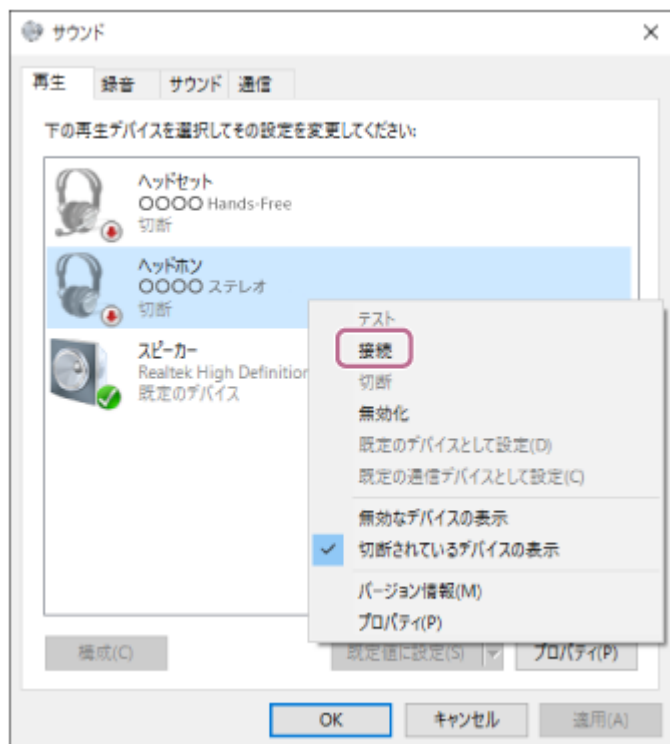 サウンド
再生
録音
サウンド
通信
下の再生デバイスを選択してその設定を変更してください:
ヘッドセット
〇〇〇〇 Hands-Free
切断
ヘッドホン
〇〇〇〇 ステレオ
切断
スピーカー
Realtek High Definition
既定のデバイス
テスト
接続
切断
無効化
既定のデバイスとして設定(D)
既定の通信デバイスとして設定(C)
無効なデバイスの表示
切断されているデバイスの表示
バージョン情報(M)
プロパティ(P)
構成(C)
既定値に設定(S)
プロパティ(P)
OK
キャンセル
適用(A)